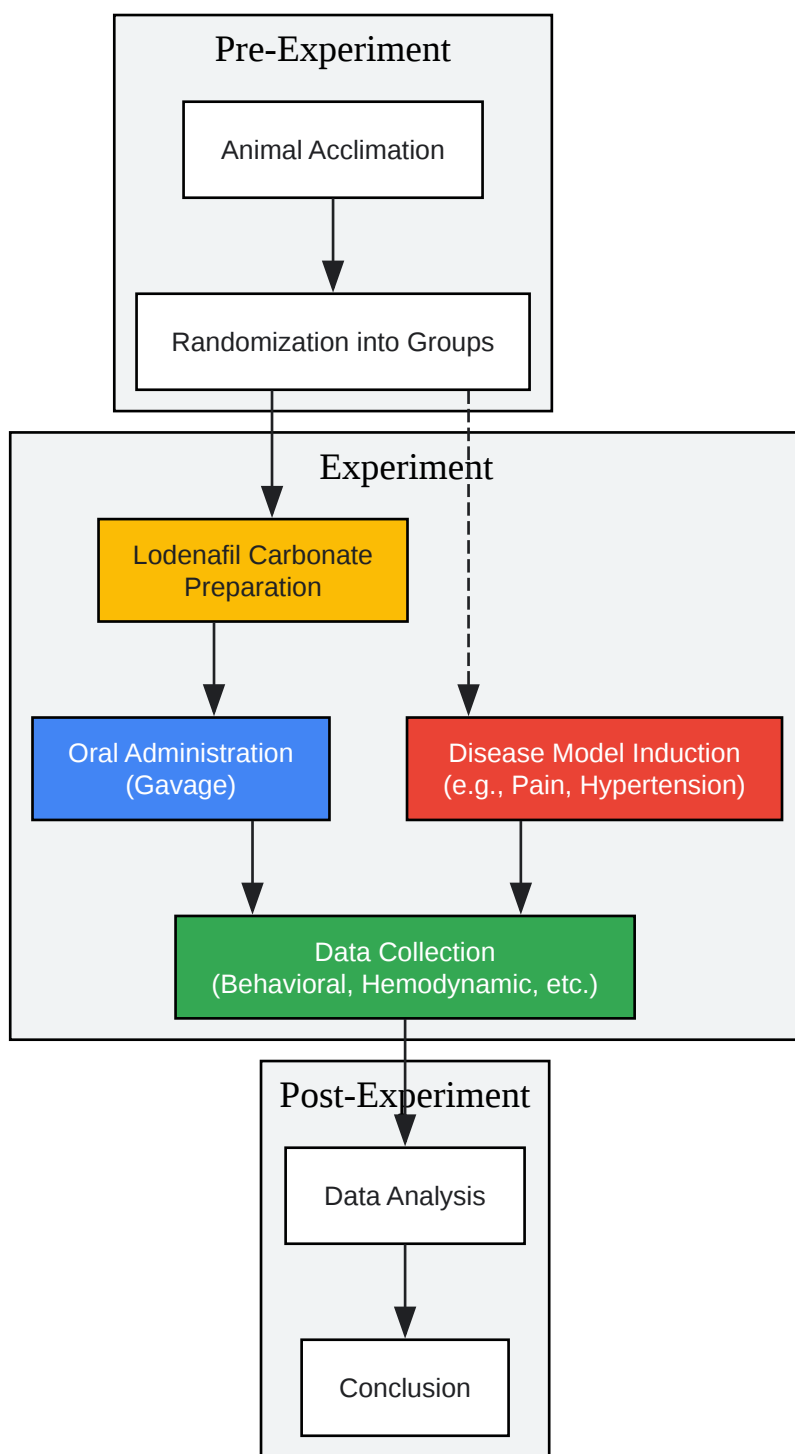 Pre-Experiment
Animal Acclimation
Randomization into Groups
Experiment
Lodenafil Carbonate
Preparation
Oral Administration
(Gavage)
Disease Model Induction
(e.g., Pain, Hypertension)
Data Collection
(Behavioral, Hemodynamic, etc.)
Post-Experiment
Data Analysis
Conclusion